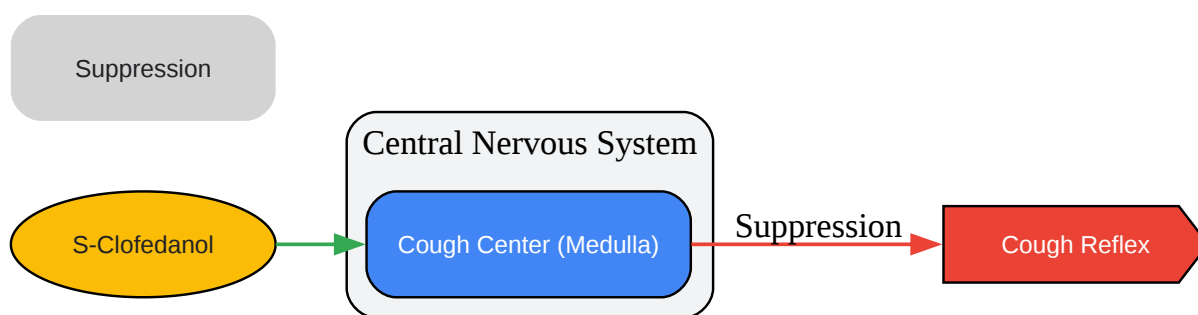 Suppression
Central Nervous System
S-Clofedanol
Cough Center (Medulla)
Suppression
Cough Reflex